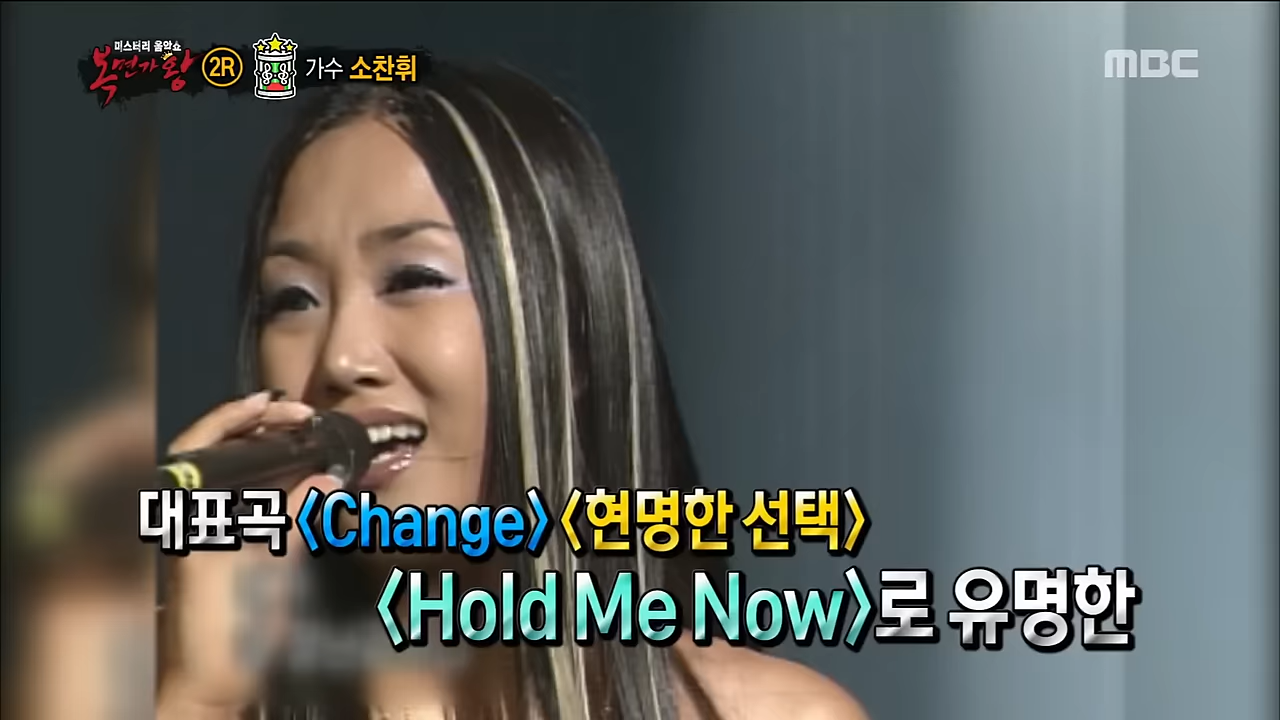 미스터리 음악쇼
복면가왕 2R 가수 소찬휘
MBC
대표곡 <Change> <현명한 선택>
<Hold Me Now>로 유명한